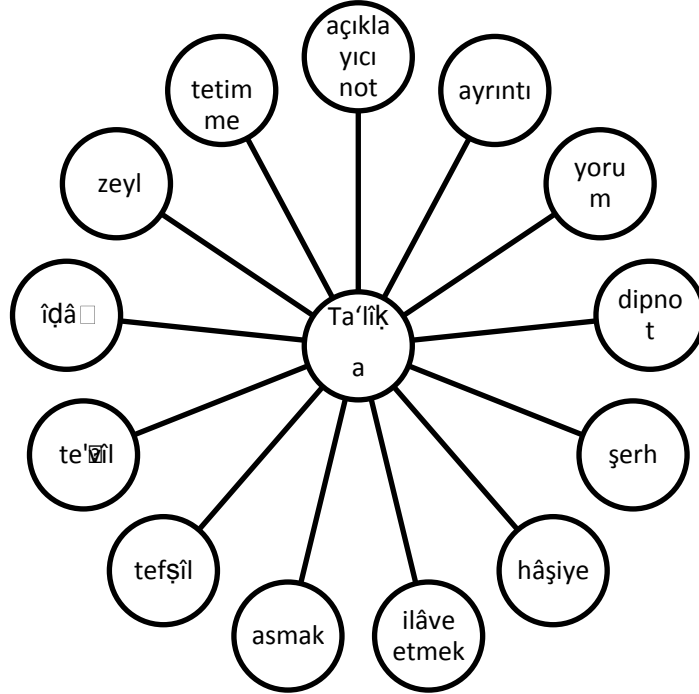 açıkla
yıcı
not
ayrıntı
yoru
m
dipno
t
şerh
hâşiye
ilâve
etmek
asmak
tefṣîl
zeyl
tetim
me
Ta‘lîḳ
a